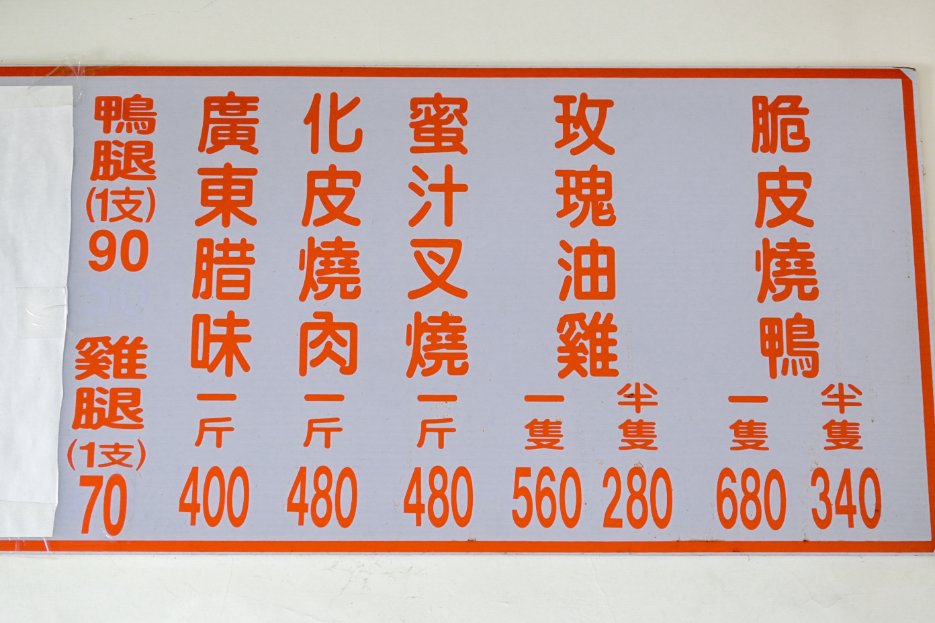 脆皮燒鴨
一隻 680
半隻 340
玫瑰油雞
一隻 560
半隻 280
蜜汁叉燒
一斤 480
化皮燒肉
一斤 480
廣東腊味
一斤 400
鴨腿(1支) 90
雞腿(1支) 70